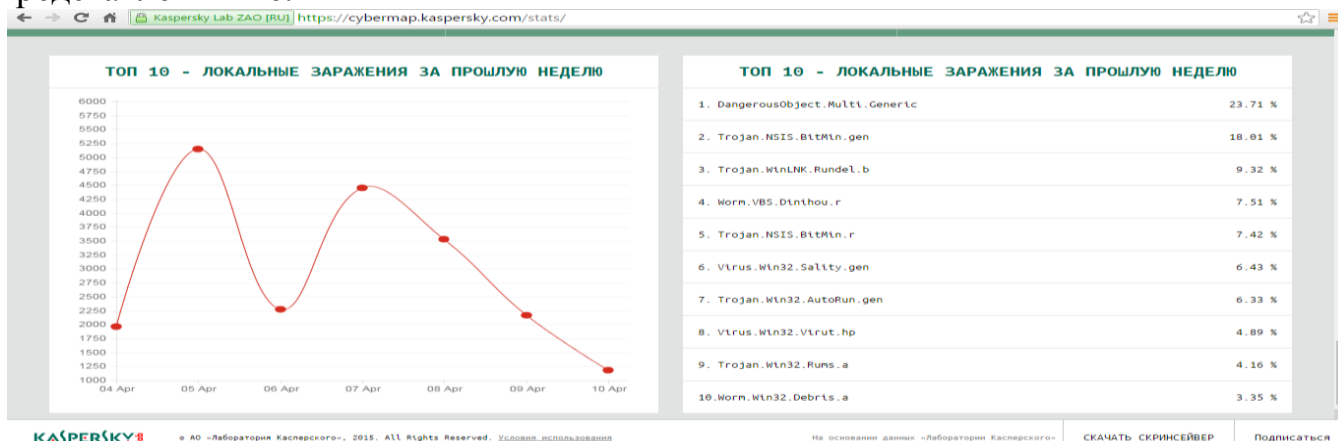 Kaspersky Lab ZAO [RU] https://cybermap.kaspersky.com/stats/
ТОП 10 - ЛОКАЛЬНЫЕ ЗАРАЖЕНИЯ ЗА ПРОШЛУЮ НЕДЕЛЮ
6000
5750
5500
5250
5000
4750
4500
4250
4000
3750
3500
3250
3000
2750
2500
2250
2000
1750
1500
1250
1000
04 Apr 05 Apr 06 Apr 07 Apr 08 Apr 09 Apr 10 Apr
ТОП 10 - ЛОКАЛЬНЫЕ ЗАРАЖЕНИЯ ЗА ПРОШЛУЮ НЕДЕЛЮ
1. DangerousObject.Multi.Generic 23.71 %
2. Trojan.NSIS.BitMin.gen 18.01 %
3. Trojan.WinLNK.Rundel.b 9.32 %
4. Worm.VBS.Dinihou.r 7.51 %
5. Trojan.NSIS.BitMin.r 7.42 %
6. Virus.Win32.Sality.gen 6.43 %
7. Trojan.Win32.AutoRun.gen 6.33 %
8. Virus.Win32.Virut.hp 4.89 %
9. Trojan.Win32.Rums.a 4.16 %
10.Worm.Win32.Debris.a 3.35 %
KASPERSKY © АО «Лаборатория Касперского», 2015. All Rights Reserved. Условия использования
На основании данных «Лаборатории Касперского» СКАЧАТЬ СКРИНСЕЙВЕР Подписаться